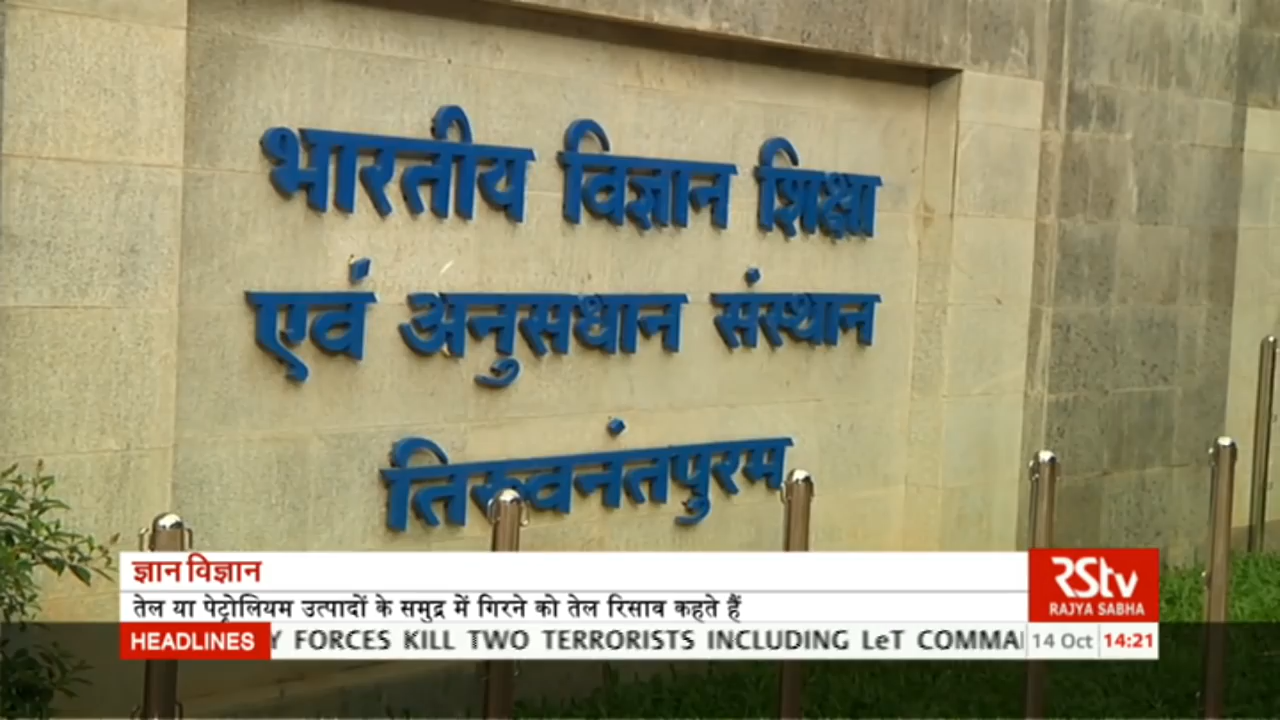 भारतीय विज्ञान शिक्षा
एवं अनुसधान संस्थान
तिरुवनंतपुरम
ज्ञान विज्ञान
तेल या पेट्रोलियम उत्पादों के समुद्र में गिरने को तेल रिसाव कहते हैं
RStv
RAJYA SABHA
HEADLINES FORCES KILL TWO TERRORISTS INCLUDING LeT 14 Oct 14:21